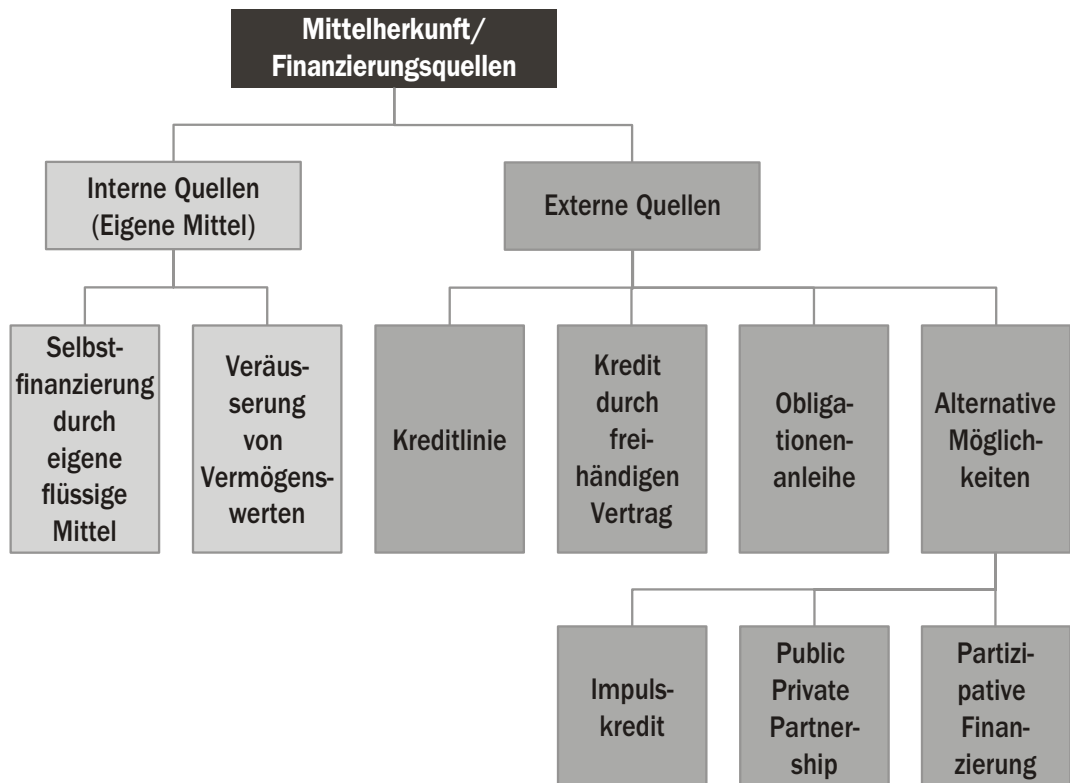 Mittelherkunft/
Finanzierungsquellen
Interne Quellen
(Eigene Mittel)
Externe Quellen
Selbst-
finanzierung
durch
eigene
flüssige
Mittel
Veräus-
serung
von
Vermögens-
werten
Kreditlinie
Kredit
durch
frei-
händigen
Vertrag
Obliga-
tionen-
anleihe
Alternative
Möglich-
keiten
Impuls-
kredit
Public
Private
Partner-
ship
Partizi-
pative
Finan-
zierung